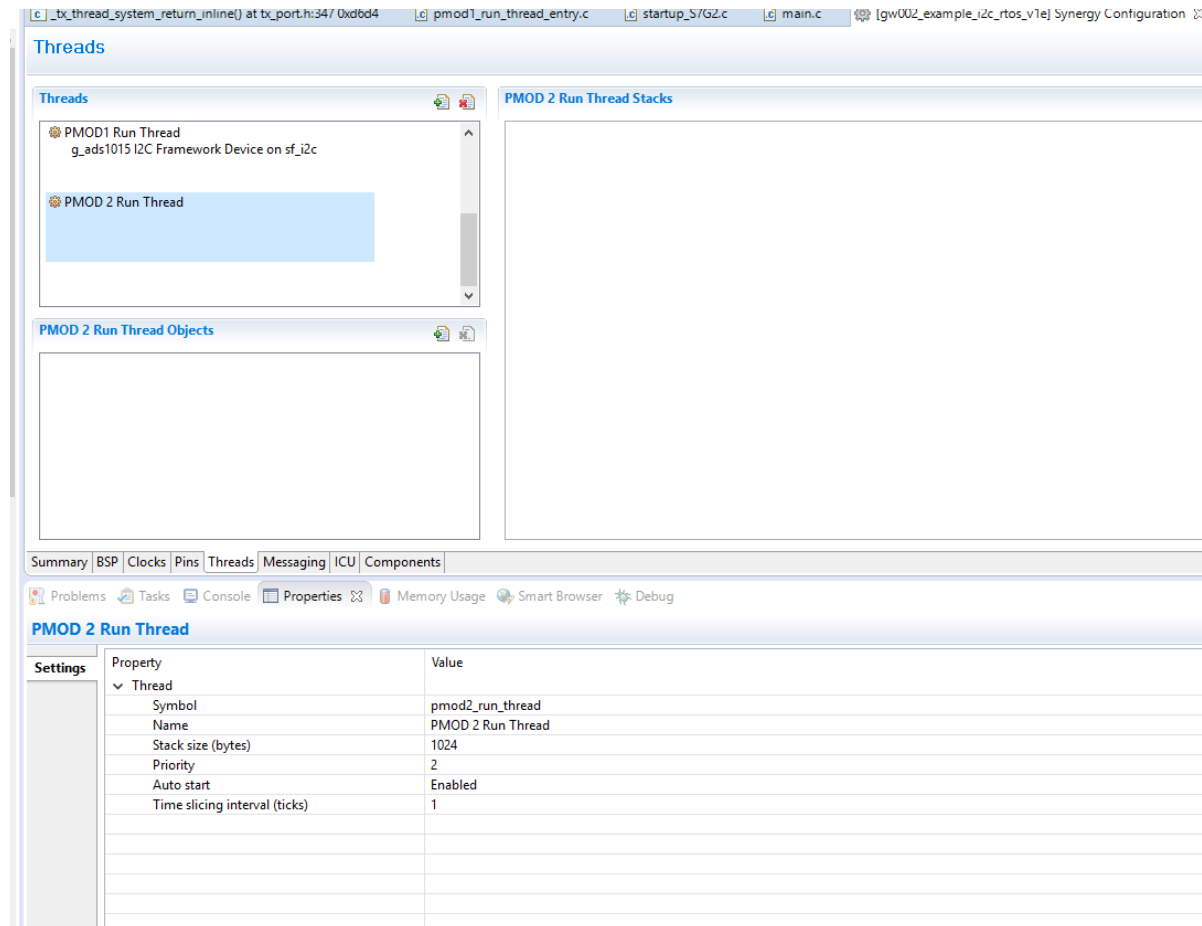 _tx_thread_system_return_inline() at tx_port.h:347 0xd6d4 pmod1_run_thread_entry.c startup_S7G2.c main.c [gw002_example_i2c_rtos_v1e] Synergy Configuration
Threads
Threads
PMOD 2 Run Thread Stacks
PMOD1 Run Thread
g_ads1015 I2C Framework Device on sf_i2c
PMOD 2 Run Thread
PMOD 2 Run Thread Objects
Summary BSP Clocks Pins Threads Messaging ICU Components
Problems Tasks Console Properties Memory Usage Smart Browser Debug
PMOD 2 Run Thread
Settings
Property Value
Thread
Symbol pmod2_run_thread
Name PMOD 2 Run Thread
Stack size (bytes) 1024
Priority 2
Auto start Enabled
Time slicing interval (ticks) 1